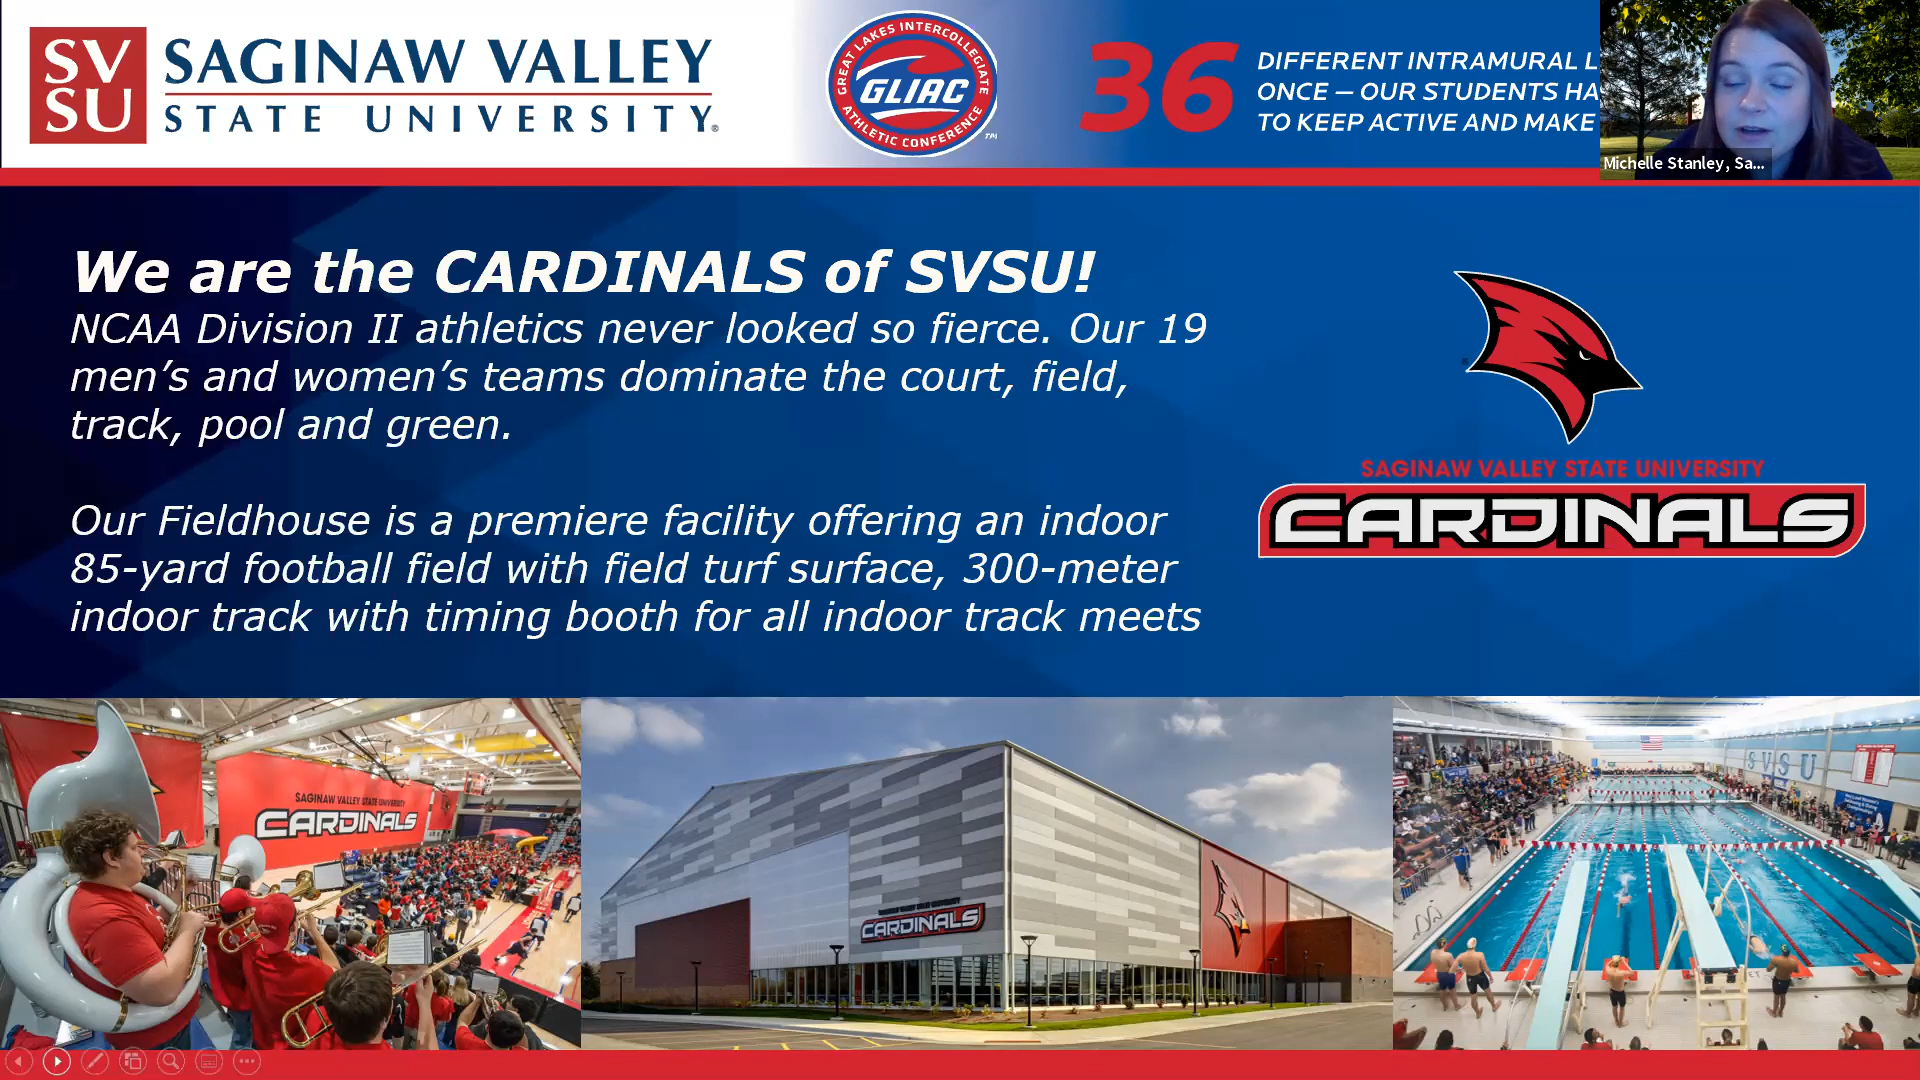 SV
SU
SAGINAW VALLEY
STATE UNIVERSITY®
GREAT LAKES INTERCOLLEGIATE
GLIAC
ATHLETIC CONFERENCE
TM
36
DIFFERENT INTRAMURAL L
ONCE — OUR STUDENTS HA
TO KEEP ACTIVE AND MAKE
Michelle Stanley, Sa...
We are the CARDINALS of SVSU!
NCAA Division II athletics never looked so fierce. Our 19
men’s and women’s teams dominate the court, field,
track, pool and green.
Our Fieldhouse is a premiere facility offering an indoor
85-yard football field with field turf surface, 300-meter
indoor track with timing booth for all indoor track meets
SAGINAW VALLEY STATE UNIVERSITY
CARDINALS
SAGINAW VALLEY STATE UNIVERSITY
CARDINALS
CARDINALS
SVSU